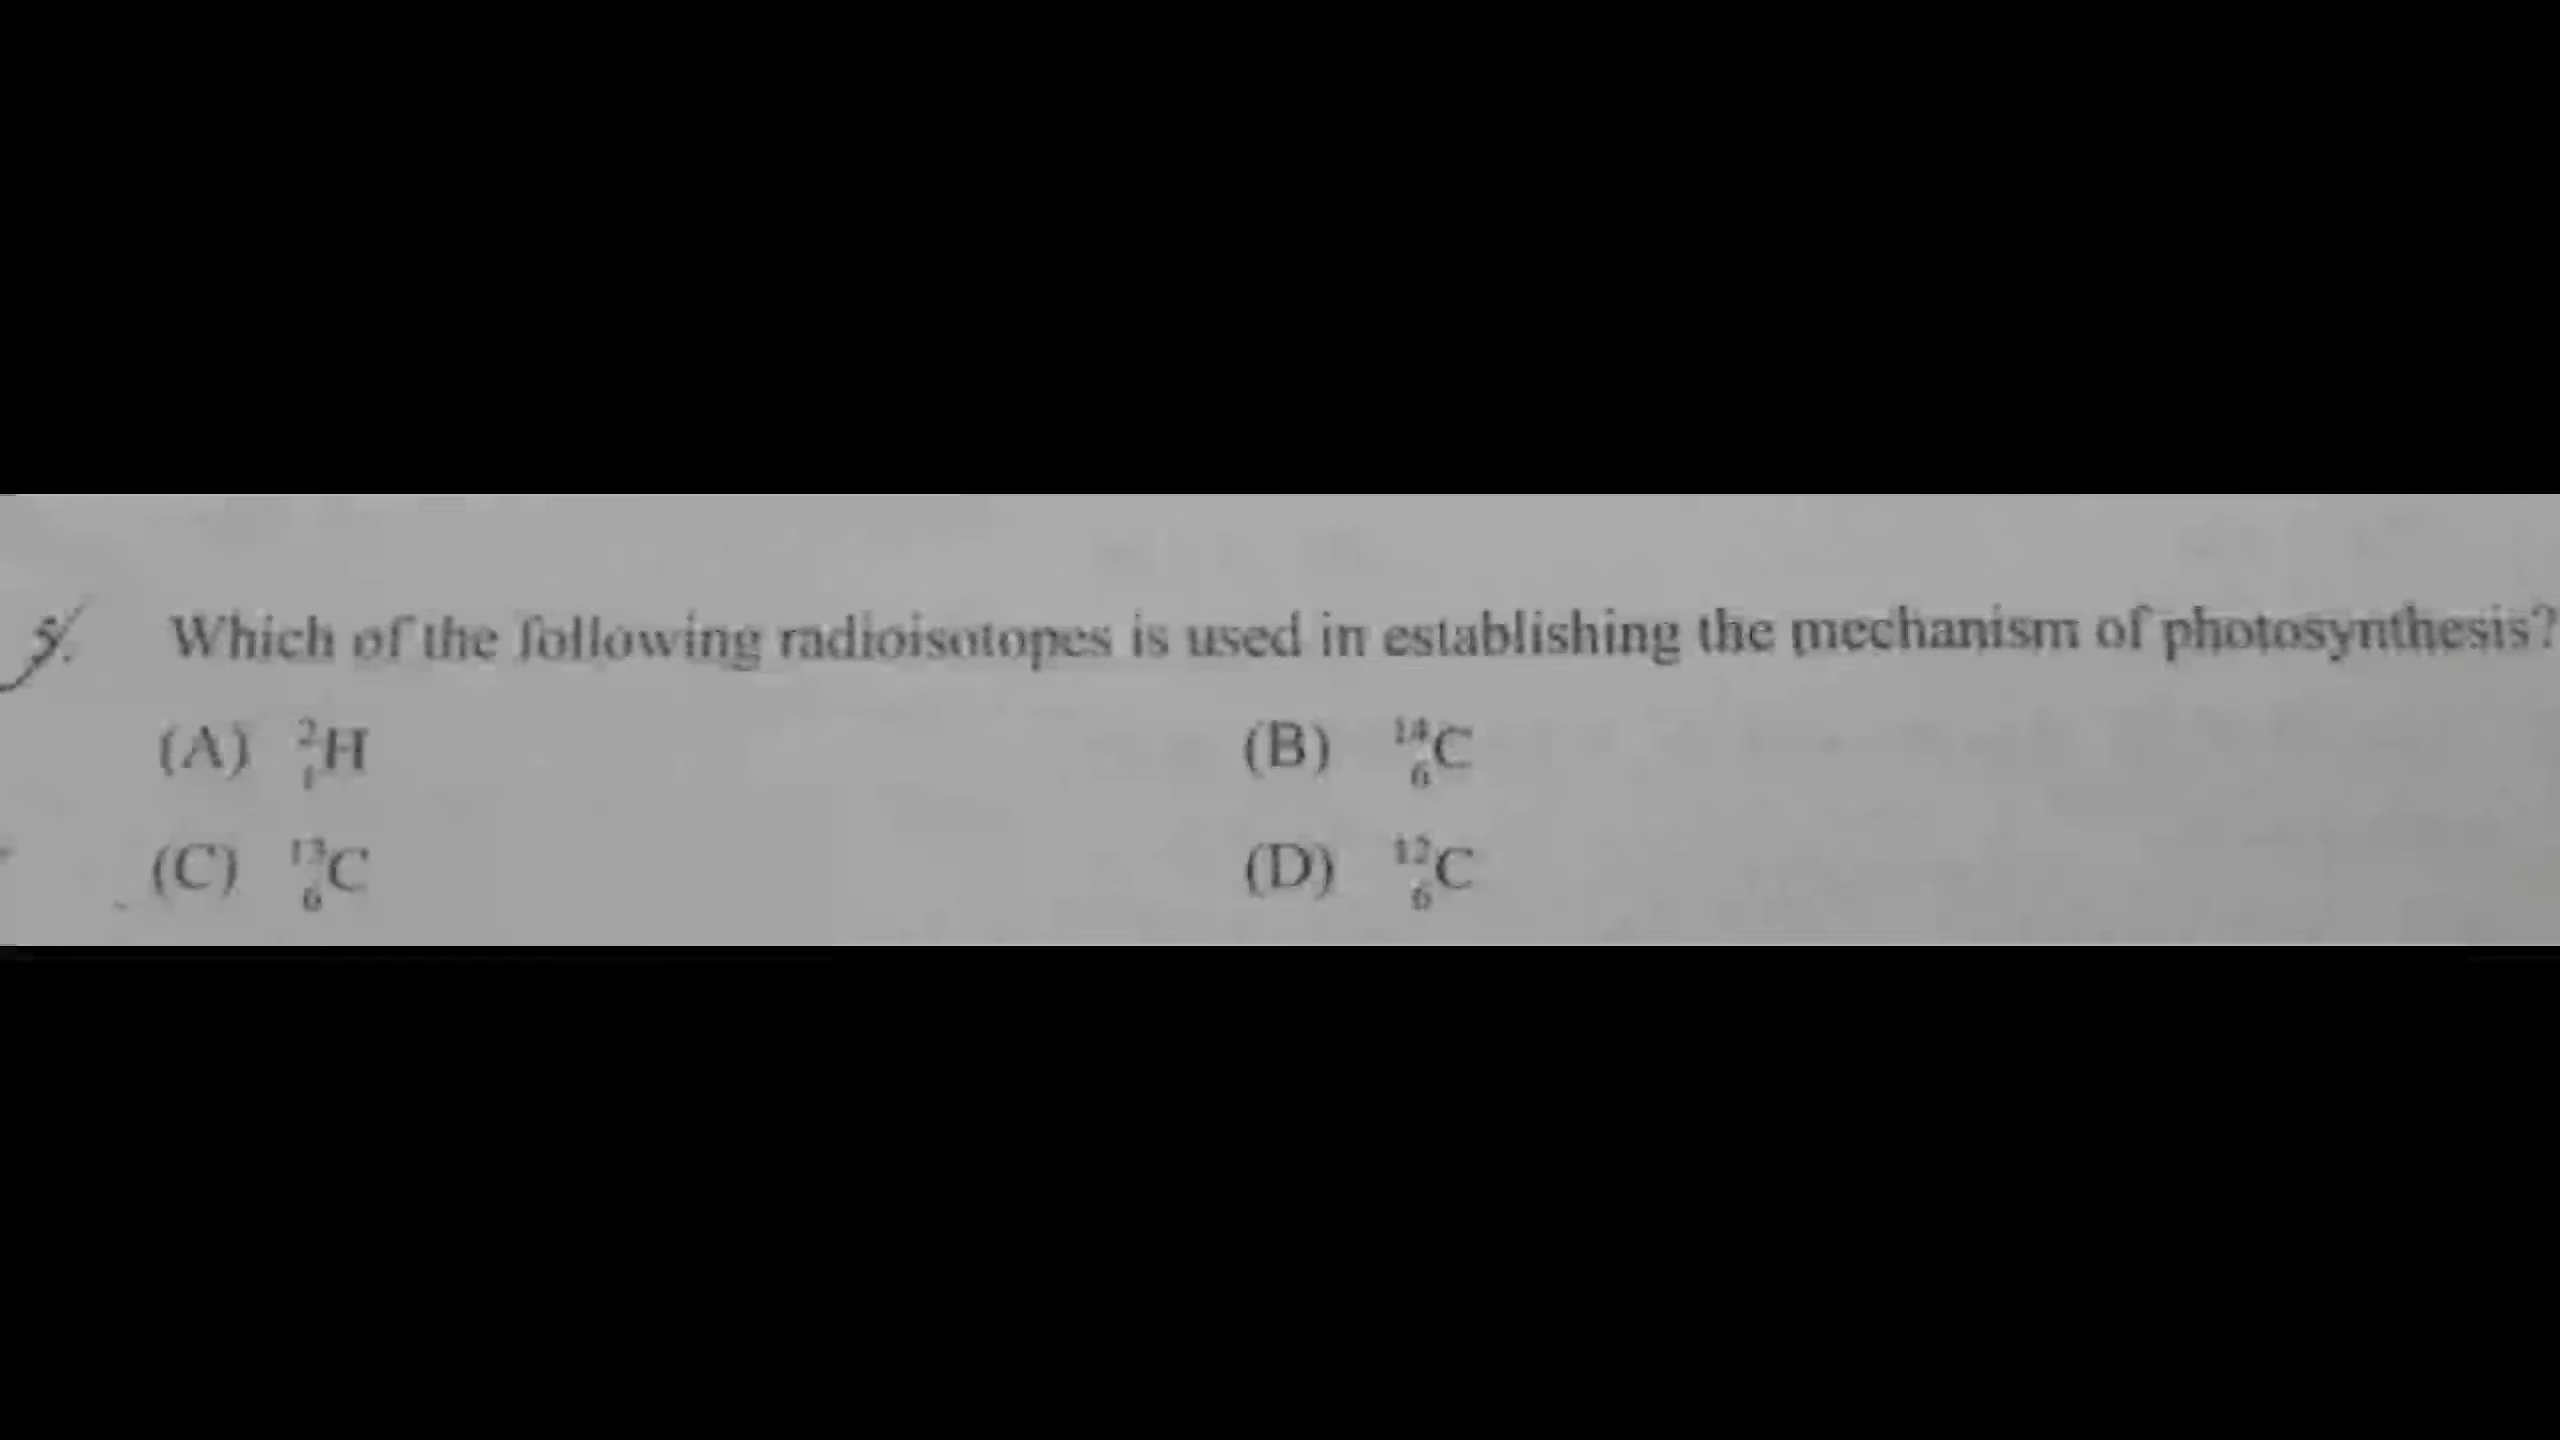 5. Which of the following radioisotopes is used in establishing the mechanism of photosynthesis?
(A) ²₁H (B) ¹⁴₆C
(C) ¹³₆C (D) ¹²₆C